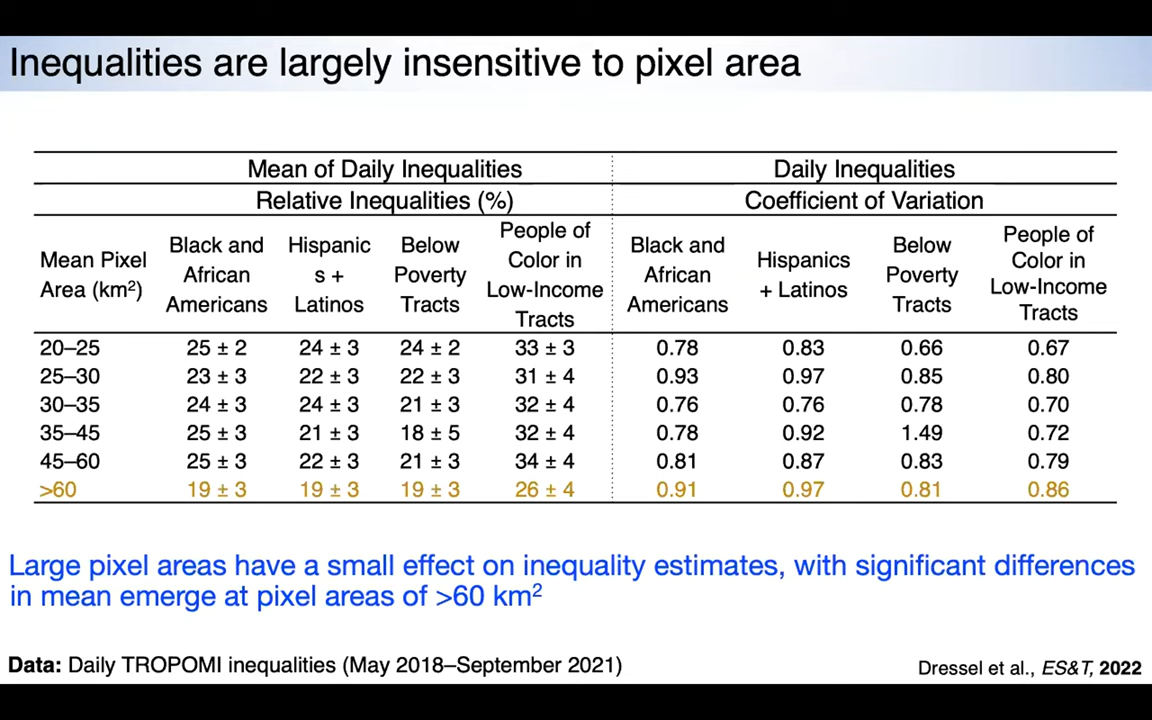 Inequalities are largely insensitive to pixel area
Mean of Daily Inequalities Daily Inequalities
Relative Inequalities (%) Coefficient of Variation
Mean Pixel Area (km²) Black and African Americans Hispanic s + Latinos Below Poverty Tracts People of Color in Low-Income Tracts Black and African Americans Hispanics + Latinos Below Poverty Tracts People of Color in Low-Income Tracts
20–25 25 ± 2 24 ± 3 24 ± 2 33 ± 3 0.78 0.83 0.66 0.67
25–30 23 ± 3 22 ± 3 22 ± 3 31 ± 4 0.93 0.97 0.85 0.80
30–35 24 ± 3 24 ± 3 21 ± 3 32 ± 4 0.76 0.76 0.78 0.70
35–45 25 ± 3 21 ± 3 18 ± 5 32 ± 4 0.78 0.92 1.49 0.72
45–60 25 ± 3 22 ± 3 21 ± 3 34 ± 4 0.81 0.87 0.83 0.79
>60 19 ± 3 19 ± 3 19 ± 3 26 ± 4 0.91 0.97 0.81 0.86
Large pixel areas have a small effect on inequality estimates, with significant differences
in mean emerge at pixel areas of >60 km²
Data: Daily TROPOMI inequalities (May 2018–September 2021)
Dressel et al., ES&T, 2022